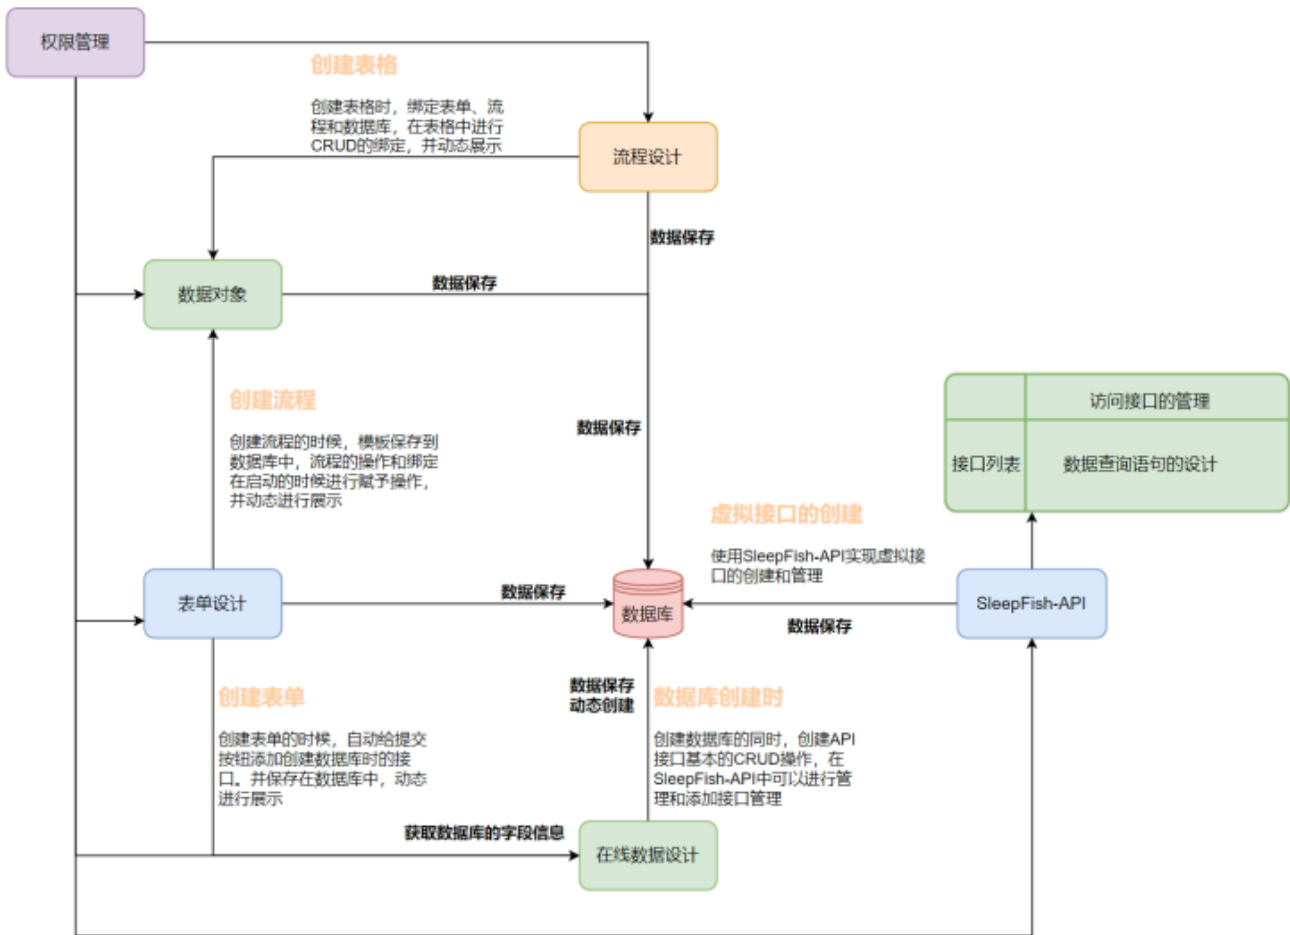 权限管理
创建表格
创建表格时，绑定表单、流
程和数据库，在表格中进行
CRUD的绑定，并动态展示
流程设计
数据保存
数据对象
数据保存
创建流程
创建流程的时候，模板保存到
数据库中，流程的操作和绑定
在启动的时候进行赋予操作，
并动态进行展示
数据保存
访问接口的管理
接口列表
数据查询语句的设计
虚拟接口的创建
使用SleepFish-API实现虚拟接
口的创建和管理
表单设计
数据保存
数据库
数据保存
SleepFish-API
创建表单
创建表单的时候，自动给提交
按钮添加创建数据库时的接
口。并保存在数据库中，动态
进行展示
数据保存
动态创建
数据库创建时
创建数据库的同时，创建API
接口基本的CRUD操作，在
SleepFish-API中可以进行管
理和添加接口管理
获取数据库的字段信息
在线数据设计